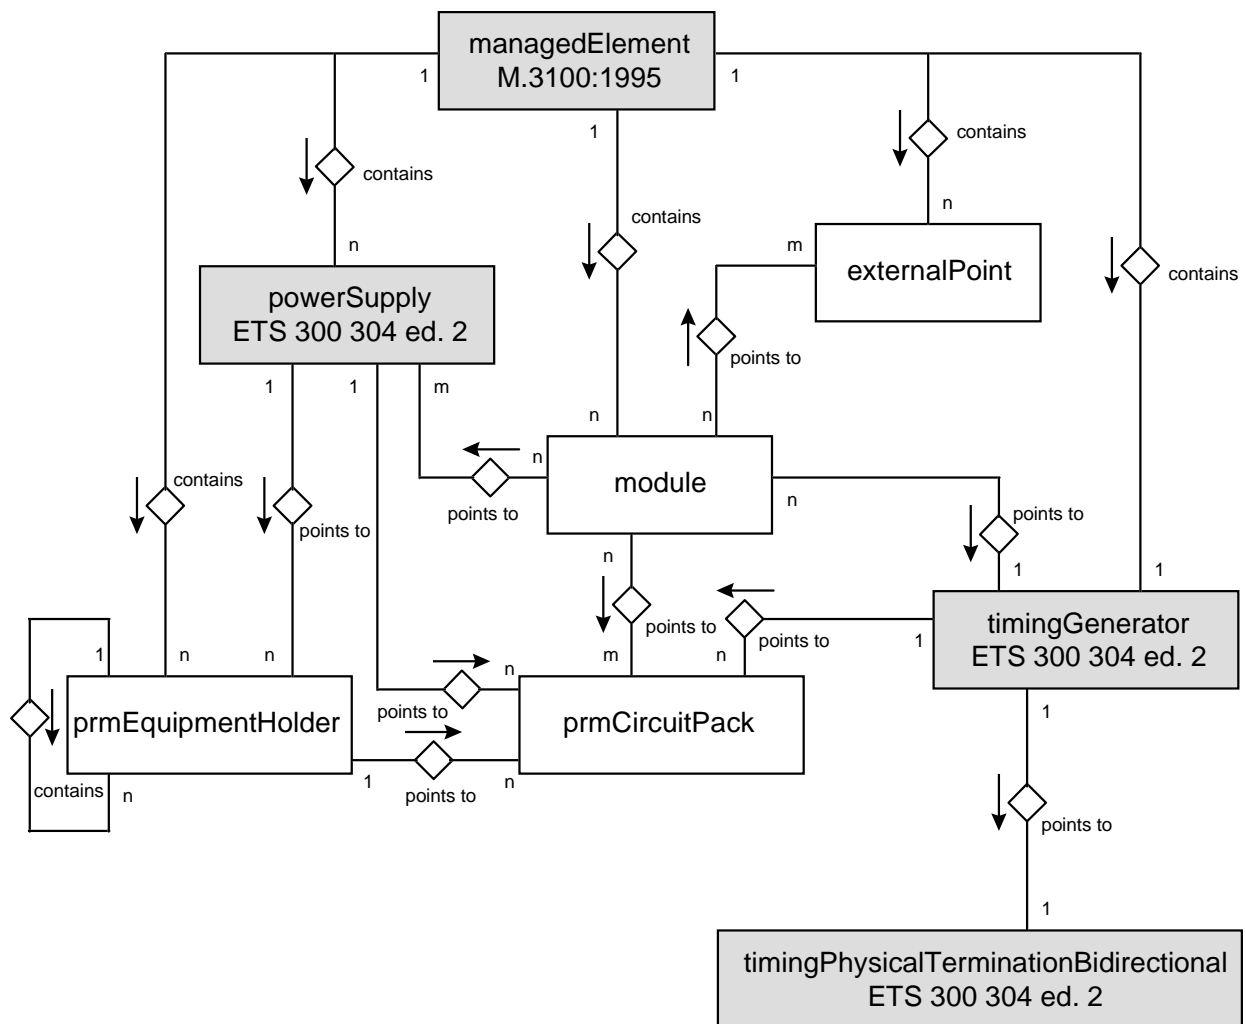 managedElement
M.3100:1995
1
1
1
contains
contains
contains
n
n
n
contains
m
externalPoint
contains
powerSupply
ETS 300 304 ed. 2
points to
1
1
m
n
n
n
module
n
contains
points to
points to
points to
n
1
1
points to
points to
1
timingGenerator
ETS 300 304 ed. 2
1
n
n
m
n
n
points to
prmEquipmentHolder
prmCircuitPack
1
contains
n
1
n
points to
1
points to
1
timingPhysicalTerminationBidirectional
ETS 300 304 ed. 2